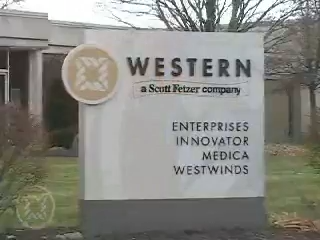 WESTERN
a Scott Fetzer company
ENTERPRISES
INNOVATOR
MEDICA
WESTWINDS